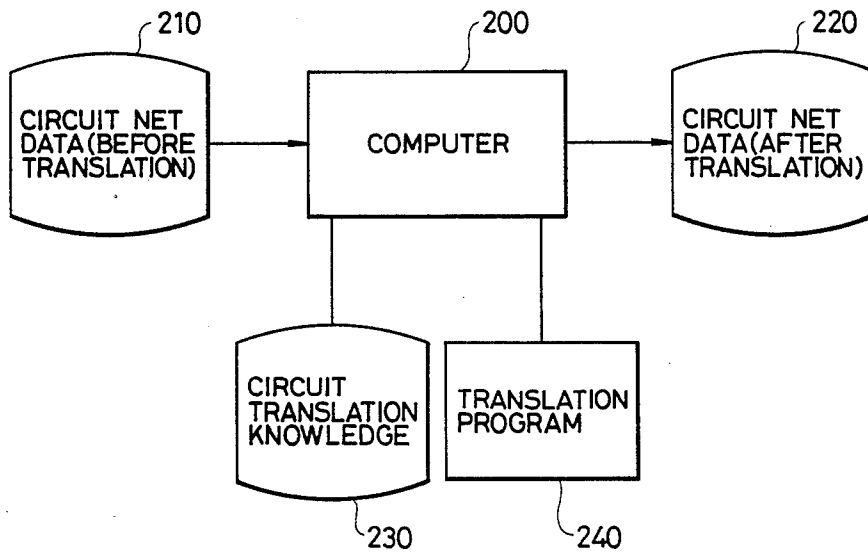 210
200
220
CIRCUIT NET
DATA(BEFORE
TRANSLATION)
COMPUTER
CIRCUIT NET
DATA(AFTER
TRANSLATION)
CIRCUIT
TRANSLATION
KNOWLEDGE
TRANSLATION
PROGRAM
230
240